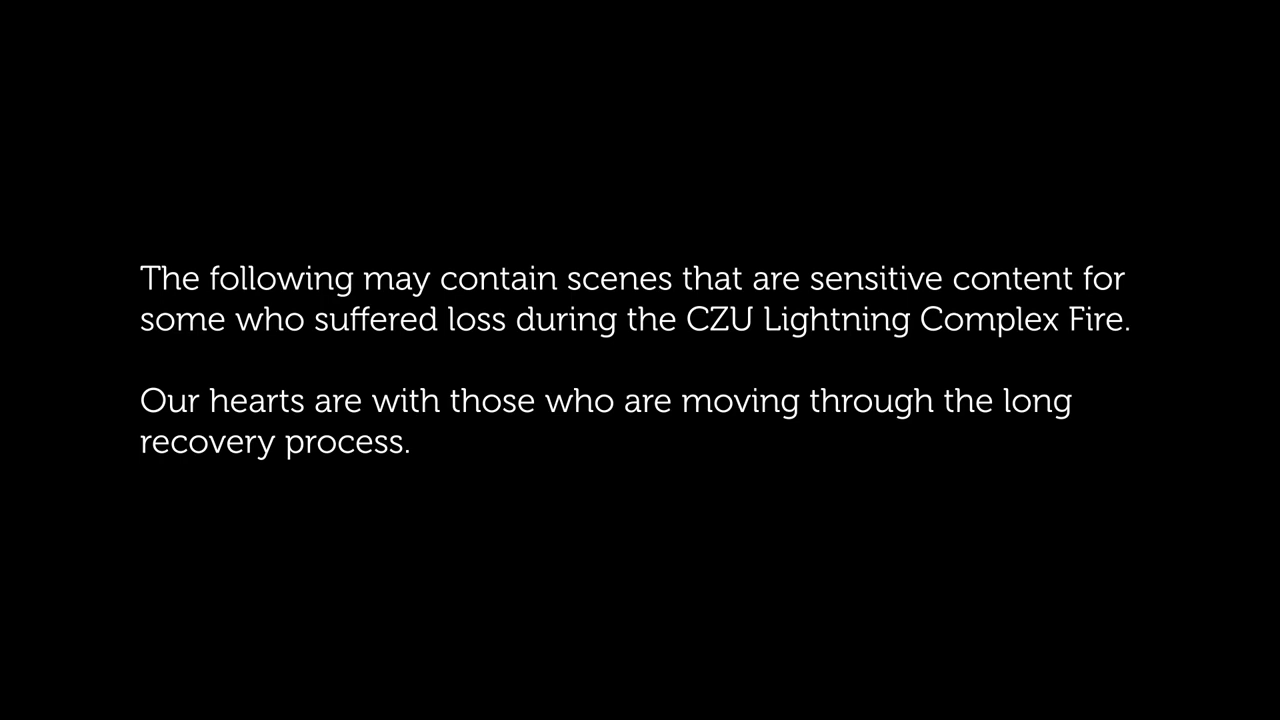 The following may contain scenes that are sensitive content for
some who suffered loss during the CZU Lightning Complex Fire.
Our hearts are with those who are moving through the long
recovery process.